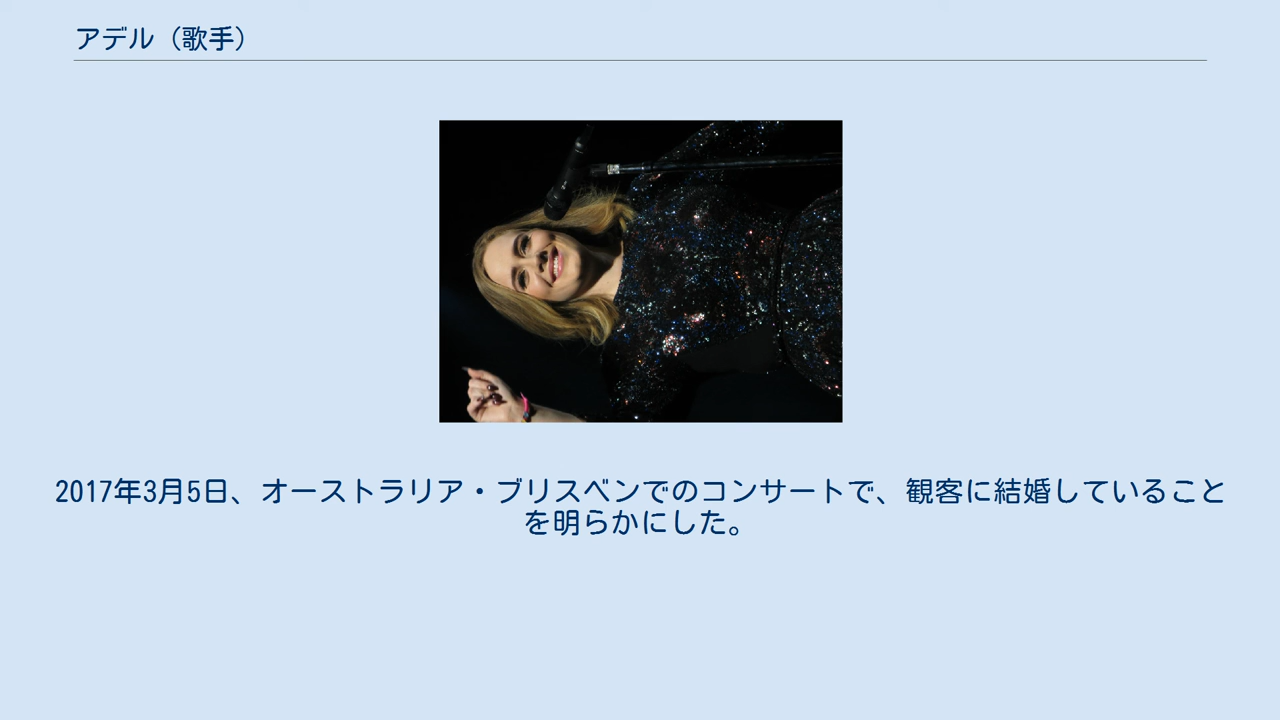 アデル（歌手）
2017年3月5日、オーストラリア・ブリスベンでのコンサートで、観客に結婚していること
を明らかにした。